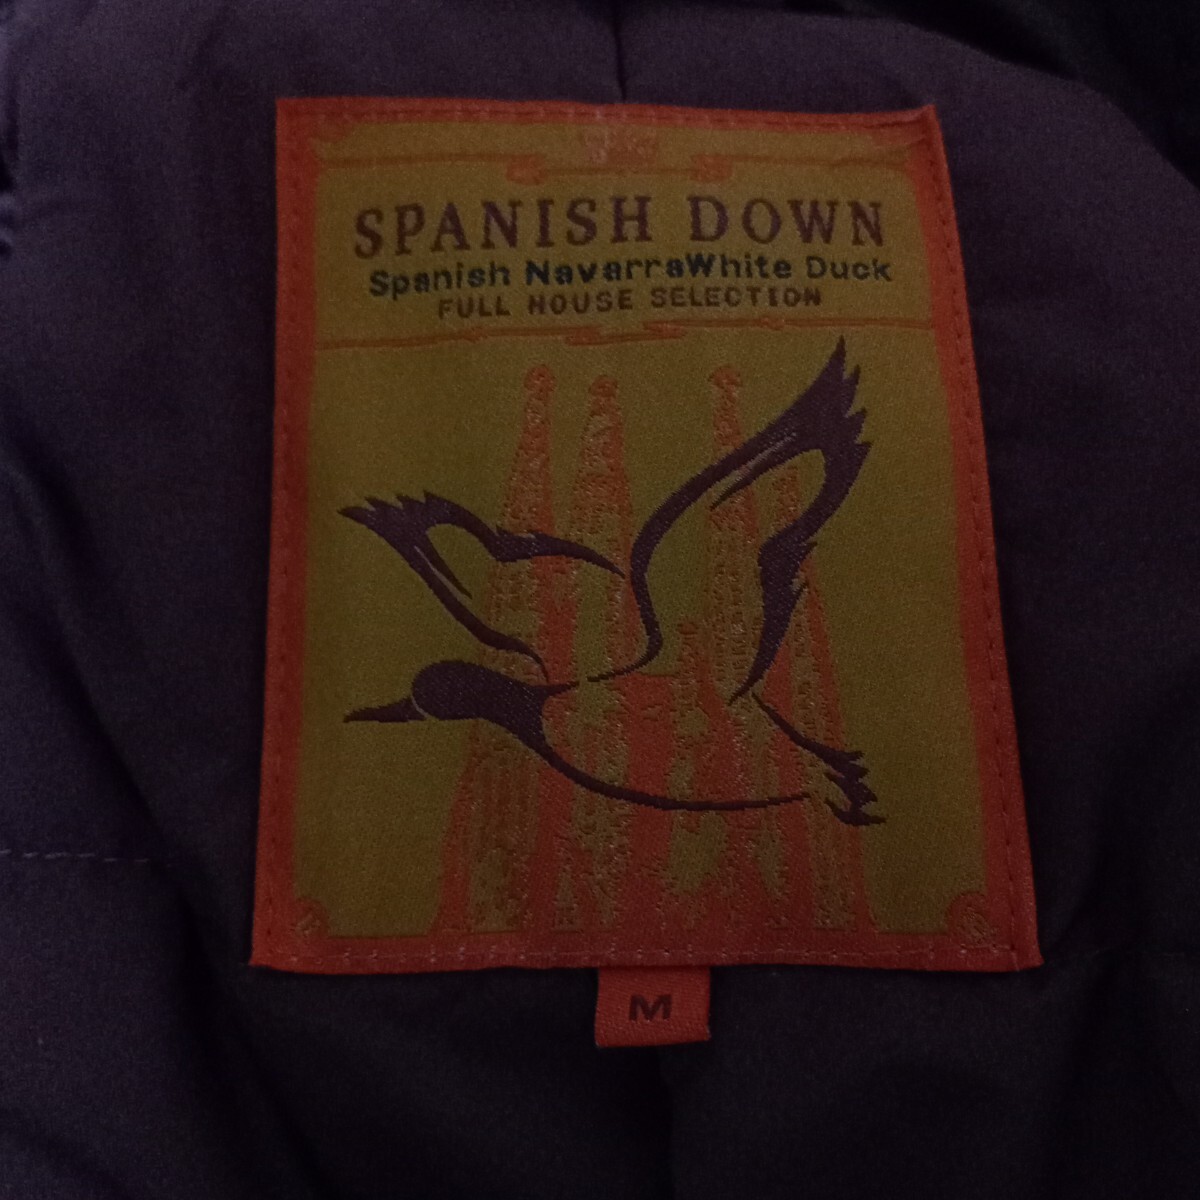 SPANISH DOWN
Spanish NavarraWhite Duck
FULL HOUSE SELECTION
M